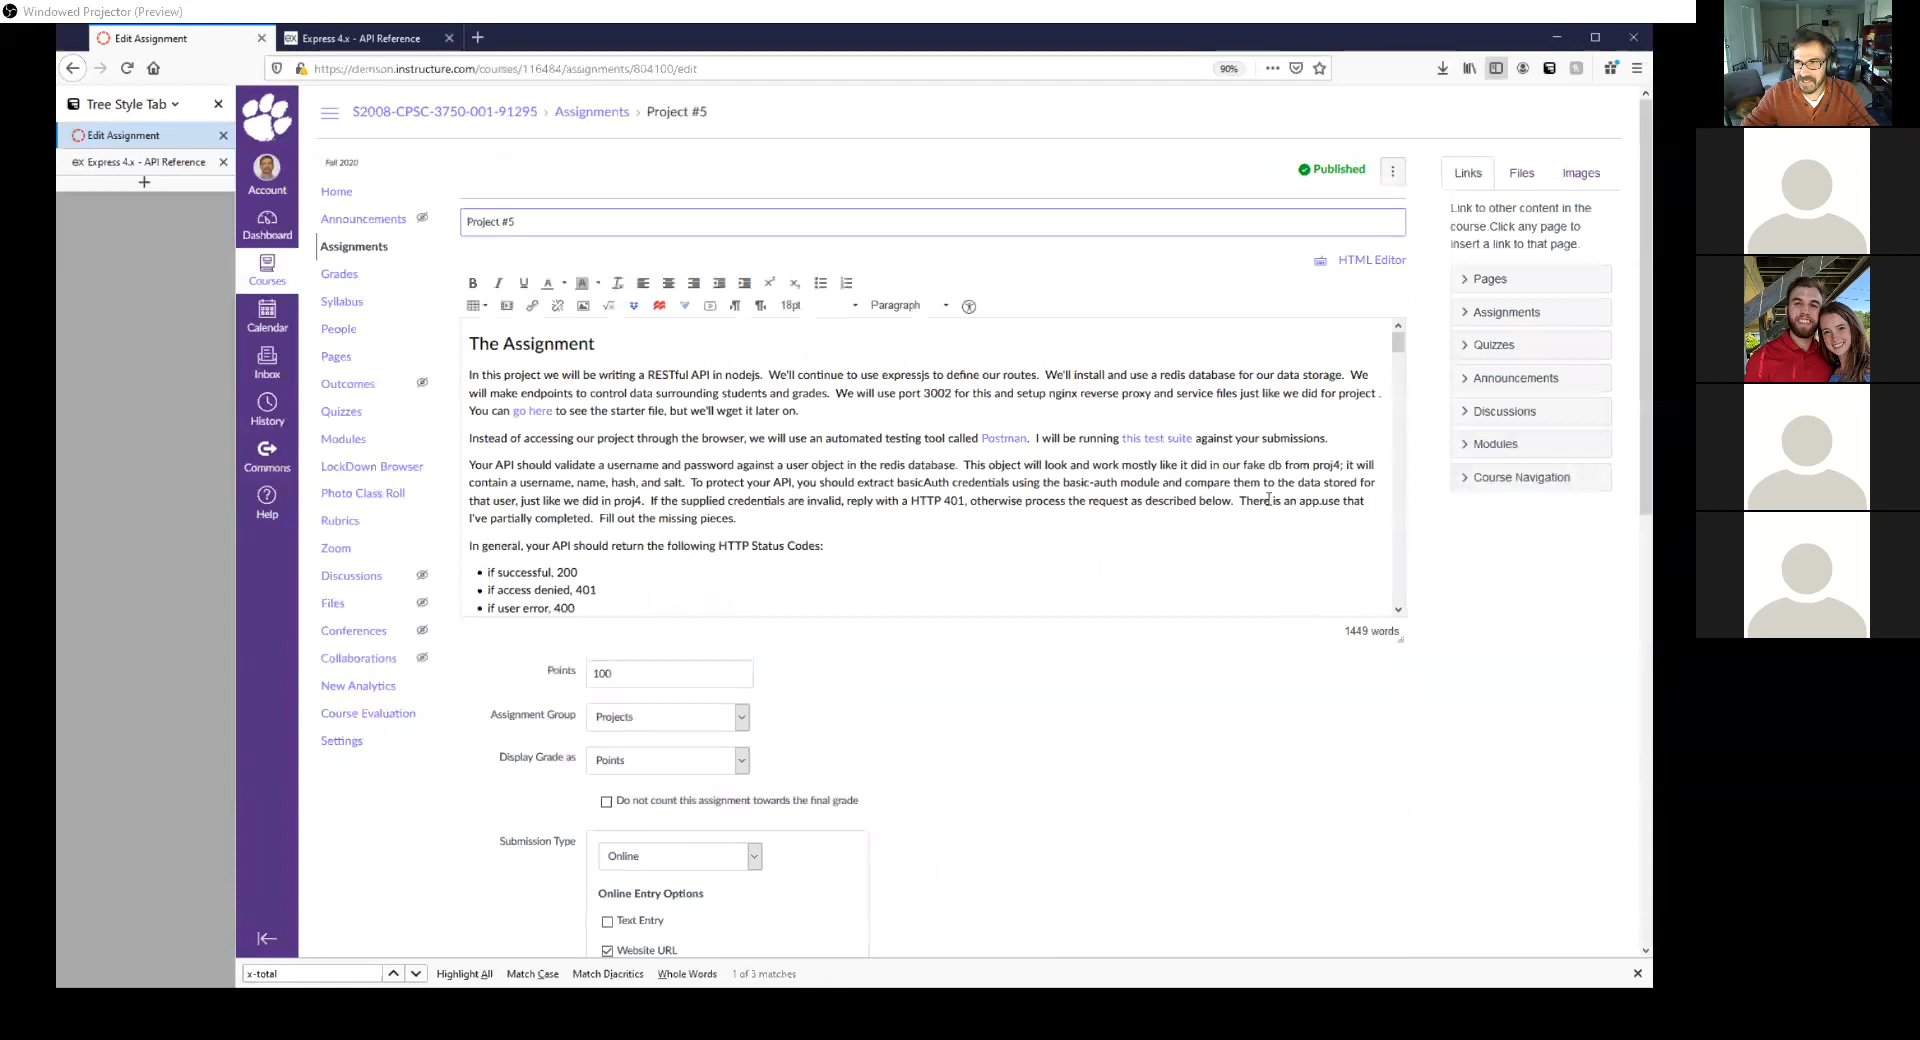 Windowed Projector (Preview)
Edit Assignment
Express 4.x - API Reference
https://clemson.instructure.com/courses/116484/assignments/804100/edit
90%
Tree Style Tab
Edit Assignment
ex Express 4.x - API Reference
Account
Dashboard
Courses
Calendar
Inbox
History
Commons
Help
S2008-CPSC-3750-001-91295 › Assignments › Project #5
Fall 2020
Home
Announcements
Assignments
Grades
Syllabus
People
Pages
Outcomes
Quizzes
Modules
LockDown Browser
Photo Class Roll
Rubrics
Zoom
Discussions
Files
Conferences
Collaborations
New Analytics
Course Evaluation
Settings
Published
Project #5
HTML Editor
B I U A A
18pt Paragraph
The Assignment
In this project we will be writing a RESTful API in nodejs. We'll continue to use expressjs to define our routes. We'll install and use a redis database for our data storage. We
will make endpoints to control data surrounding students and grades. We will use port 3002 for this and setup nginx reverse proxy and service files just like we did for project .
You can go here to see the starter file, but we'll wget it later on.
Instead of accessing our project through the browser, we will use an automated testing tool called Postman. I will be running this test suite against your submissions.
Your API should validate a username and password against a user object in the redis database. This object will look and work mostly like it did in our fake db from proj4; it will
contain a username, name, hash, and salt. To protect your API, you should extract basicAuth credentials using the basic-auth module and compare them to the data stored for
that user, just like we did in proj4. If the supplied credentials are invalid, reply with a HTTP 401, otherwise process the request as described below. There is an app.use that
I've partially completed. Fill out the missing pieces.
In general, your API should return the following HTTP Status Codes:
• if successful, 200
• if access denied, 401
• if user error, 400
1449 words
Points 100
Assignment Group Projects
Display Grade as Points
Do not count this assignment towards the final grade
Submission Type
Online
Online Entry Options
Text Entry
Website URL
Links Files Images
Link to other content in the
course.Click any page to
insert a link to that page.
Pages
Assignments
Quizzes
Announcements
Discussions
Modules
Course Navigation
x-total Highlight All Match Case Match Diacritics Whole Words 1 of 3 matches